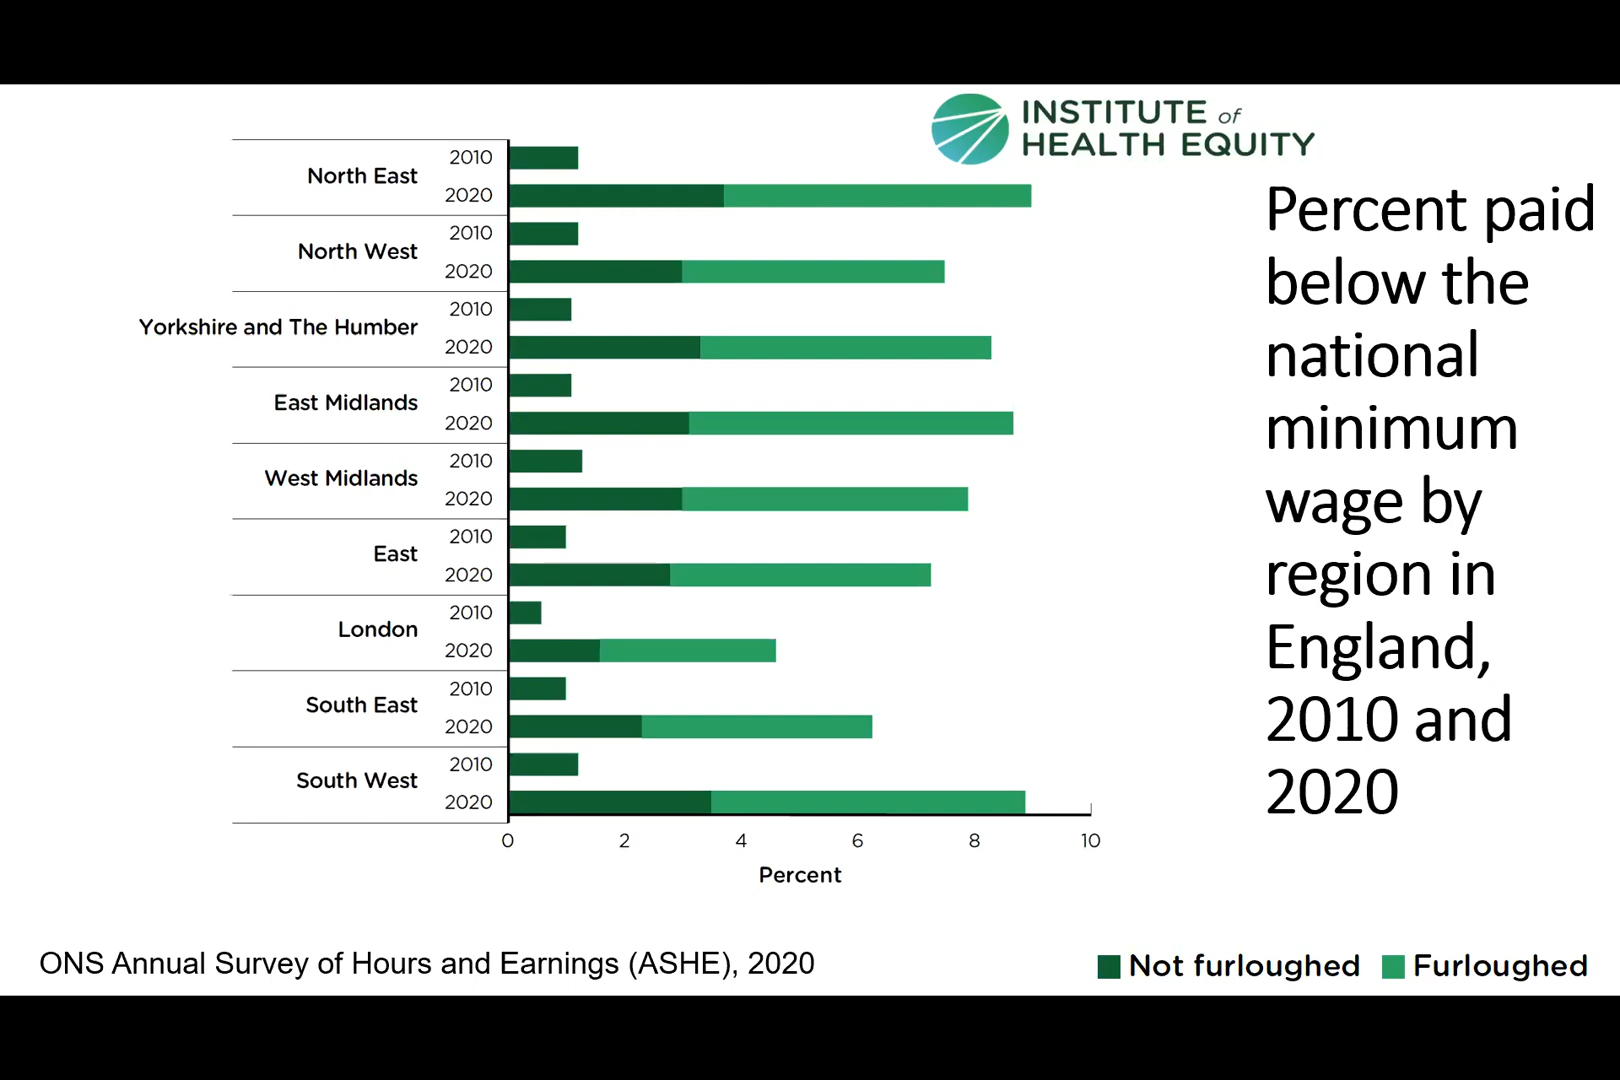 INSTITUTE of
HEALTH EQUITY
Percent paid
below the
national
minimum
wage by
region in
England,
2010 and
2020
North East
2010
2020
North West
2010
2020
Yorkshire and The Humber
2010
2020
East Midlands
2010
2020
West Midlands
2010
2020
East
2010
2020
London
2010
2020
South East
2010
2020
South West
2010
2020
0 2 4 6 8 10
Percent
ONS Annual Survey of Hours and Earnings (ASHE), 2020
Not furloughed Furloughed